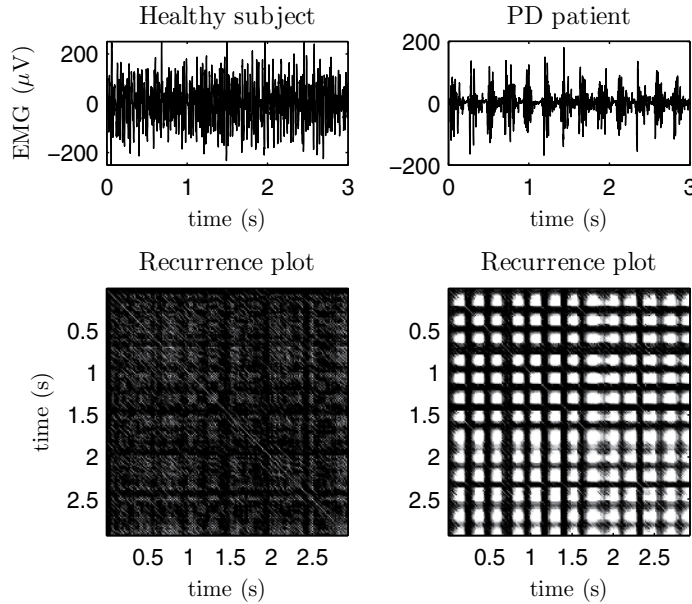 Healthy subject
PD patient
EMG (μV)
200
0
−200
0 1 2 3
time (s)
200
0
−200
0 1 2 3
time (s)
Recurrence plot
Recurrence plot
time (s)
0.5
1
1.5
2
2.5
0.5 1 1.5 2 2.5
time (s)
0.5
1
1.5
2
2.5
0.5 1 1.5 2 2.5
time (s)